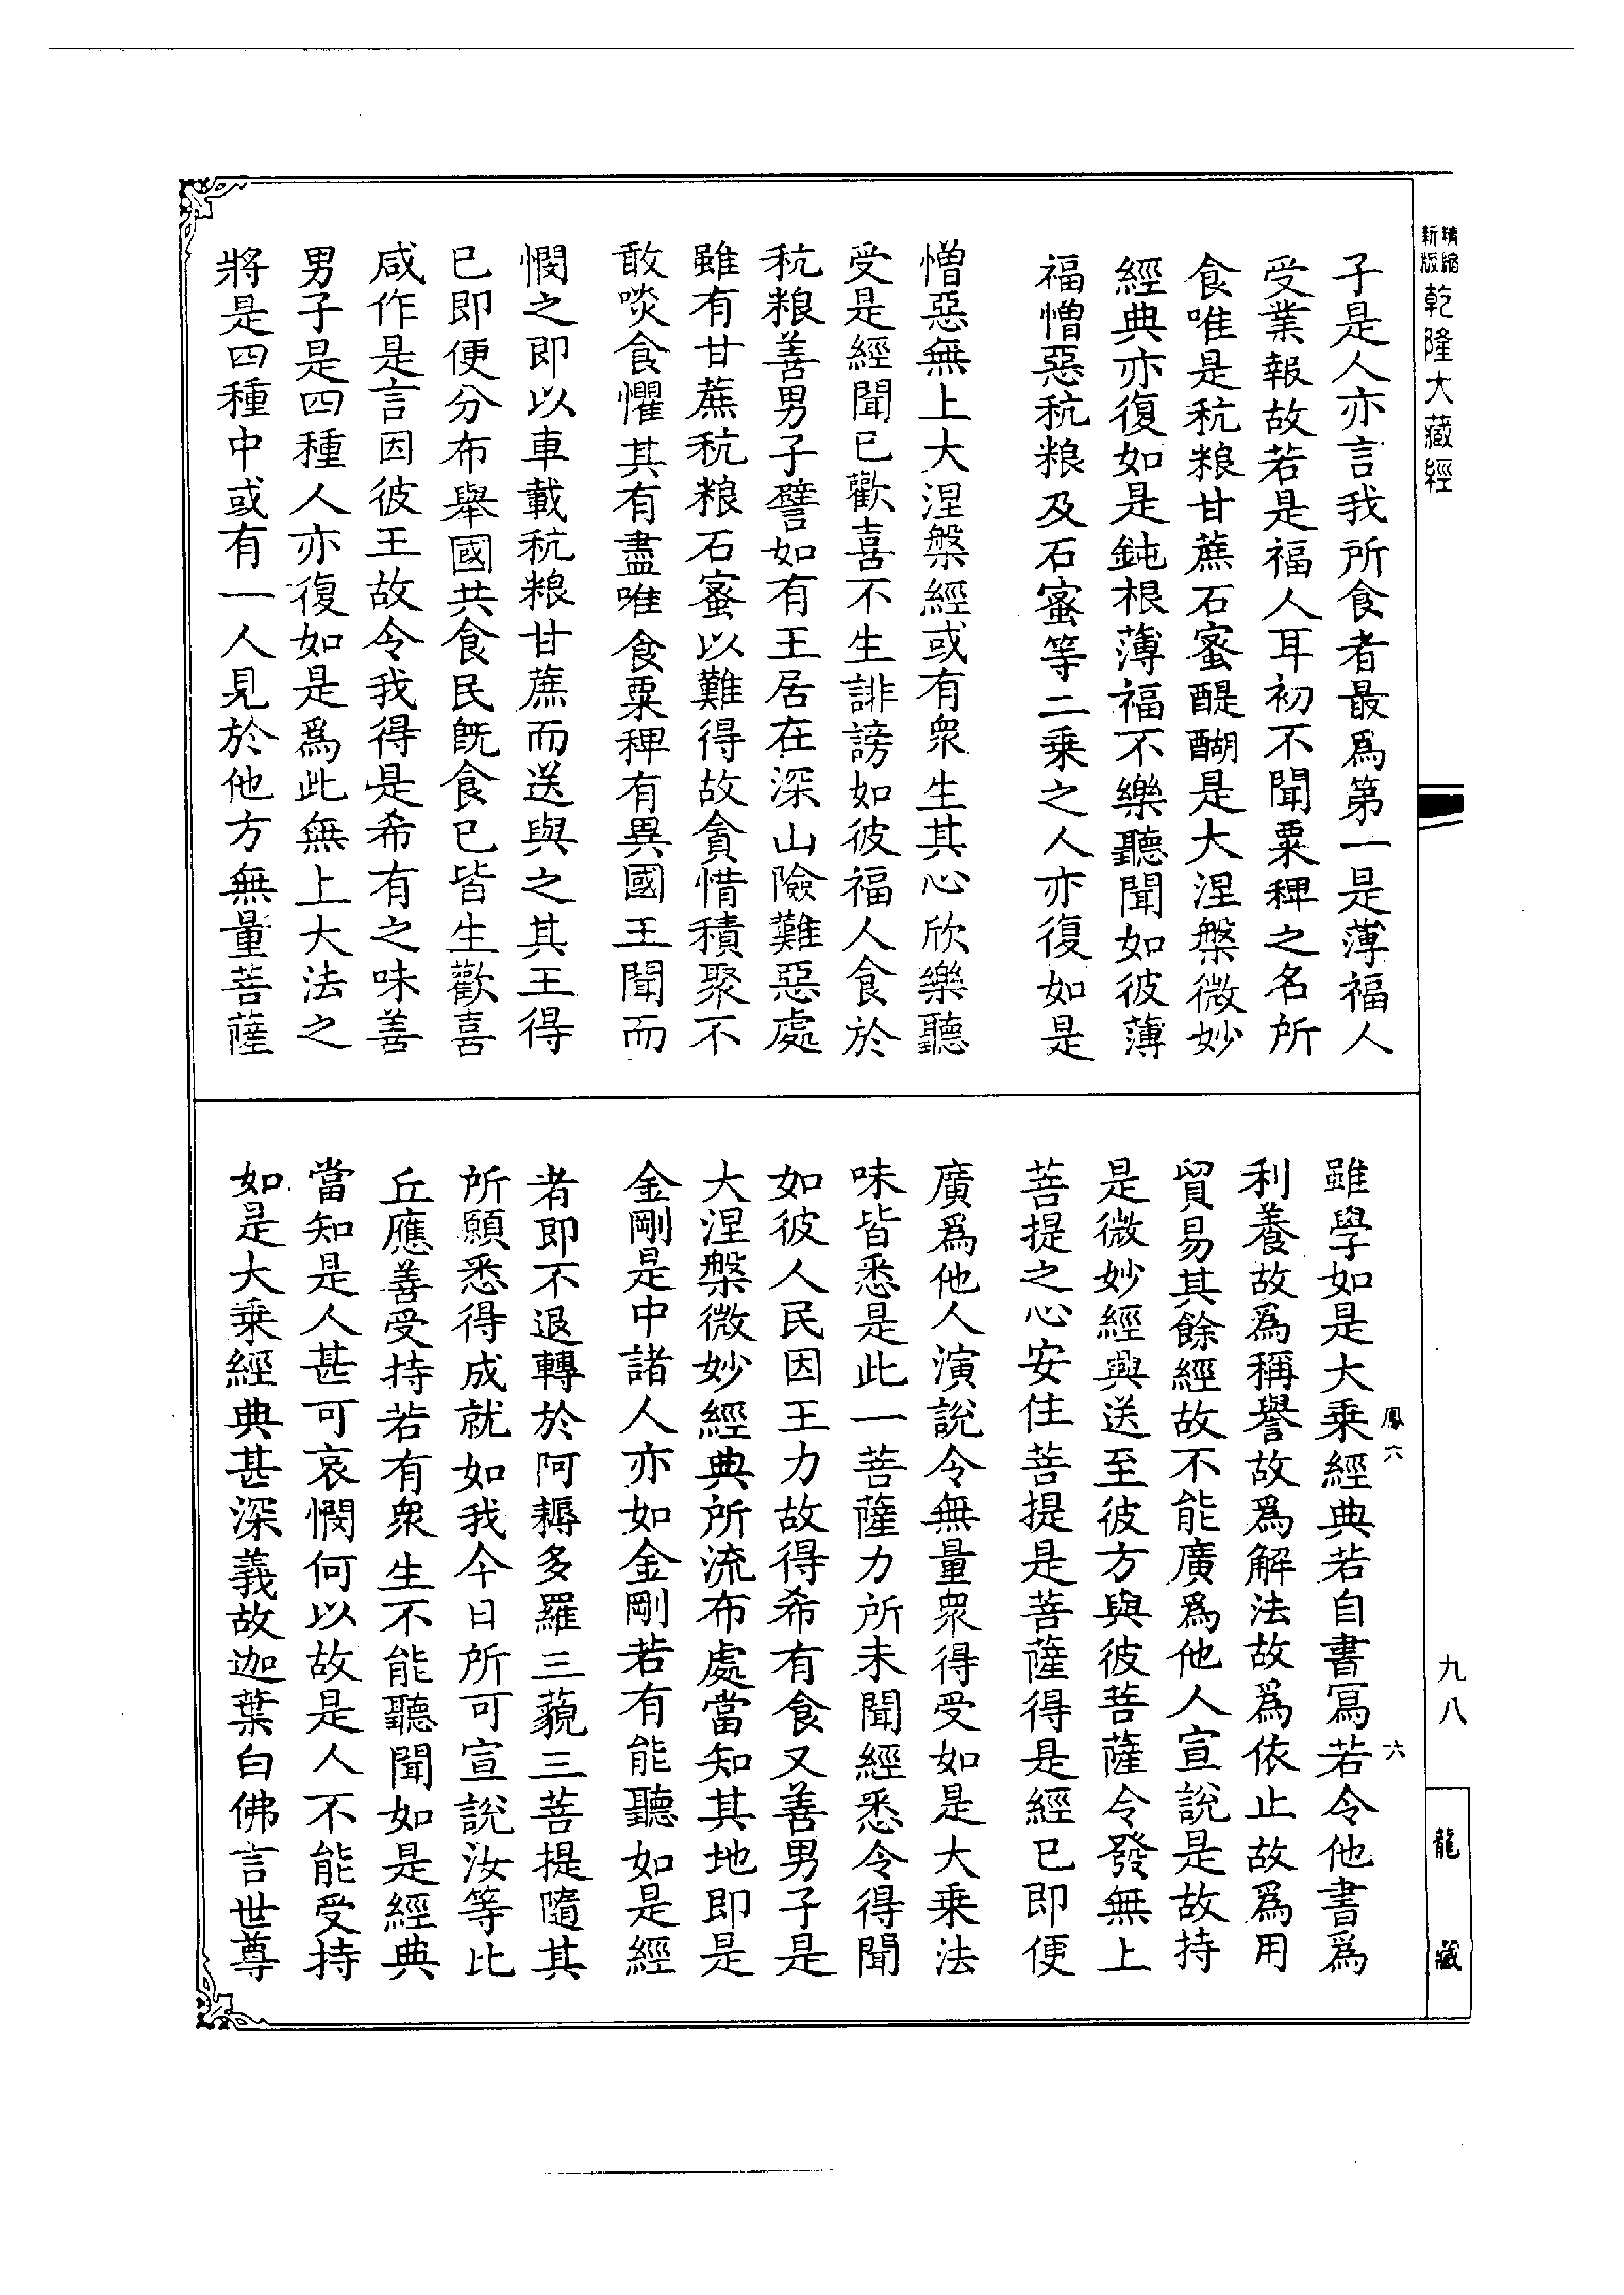 精縮新版乾隆大藏經
子是人亦言我所食者最爲第一是薄福人
受業報故若是福人耳初不聞粟稗之名所
食唯是秔粮甘蔗石蜜醍醐是大涅槃微妙
經典亦復如是鈍根薄福不樂聽聞如彼薄
福憎惡秔粮及石蜜等二乘之人亦復如是
憎惡無上大涅槃經或有衆生其心欣樂聽
受是經聞已歡喜不生誹謗如彼福人食於
秔粮善男子譬如有王居在深山險難惡處
雖有甘蔗秔粮石蜜以難得故貪惜積聚不
敢啖食懼其有盡唯食粟稗有異國王聞而
憫之即以車載秔粮甘蔗而送與之其王得
已即便分布舉國共食民旣食已皆生歡喜
咸作是言因彼王故令我得是希有之味善
男子是四種人亦復如是爲此無上大法之
將是四種中或有一人見於他方無量菩薩
雖學如是大乘經典若自書寫若令他書爲
利養故爲稱譽故爲解法故爲依止故爲用
貿易其餘經故不能廣爲他人宣說是故持
是微妙經典送至彼方與彼菩薩令發無上
菩提之心安住菩提是菩薩得是經已即便
廣爲他人演說令無量衆得受如是大乘法
味皆悉是此一菩薩力所未聞經悉令得聞
如彼人民因王力故得希有食又善男子是
大涅槃微妙經典所流布處當知其地即是
金剛是中諸人亦如金剛若有能聽如是經
者即不退轉於阿耨多羅三藐三菩提隨其
所願悉得成就如我今日所可宣說汝等比
丘應善受持若有衆生不能聽聞如是經典
當知是人甚可哀憫何以故是人不能受持
如是大乘經典甚深義故迦葉白佛言世尊
鳳六
六
九八
龍藏